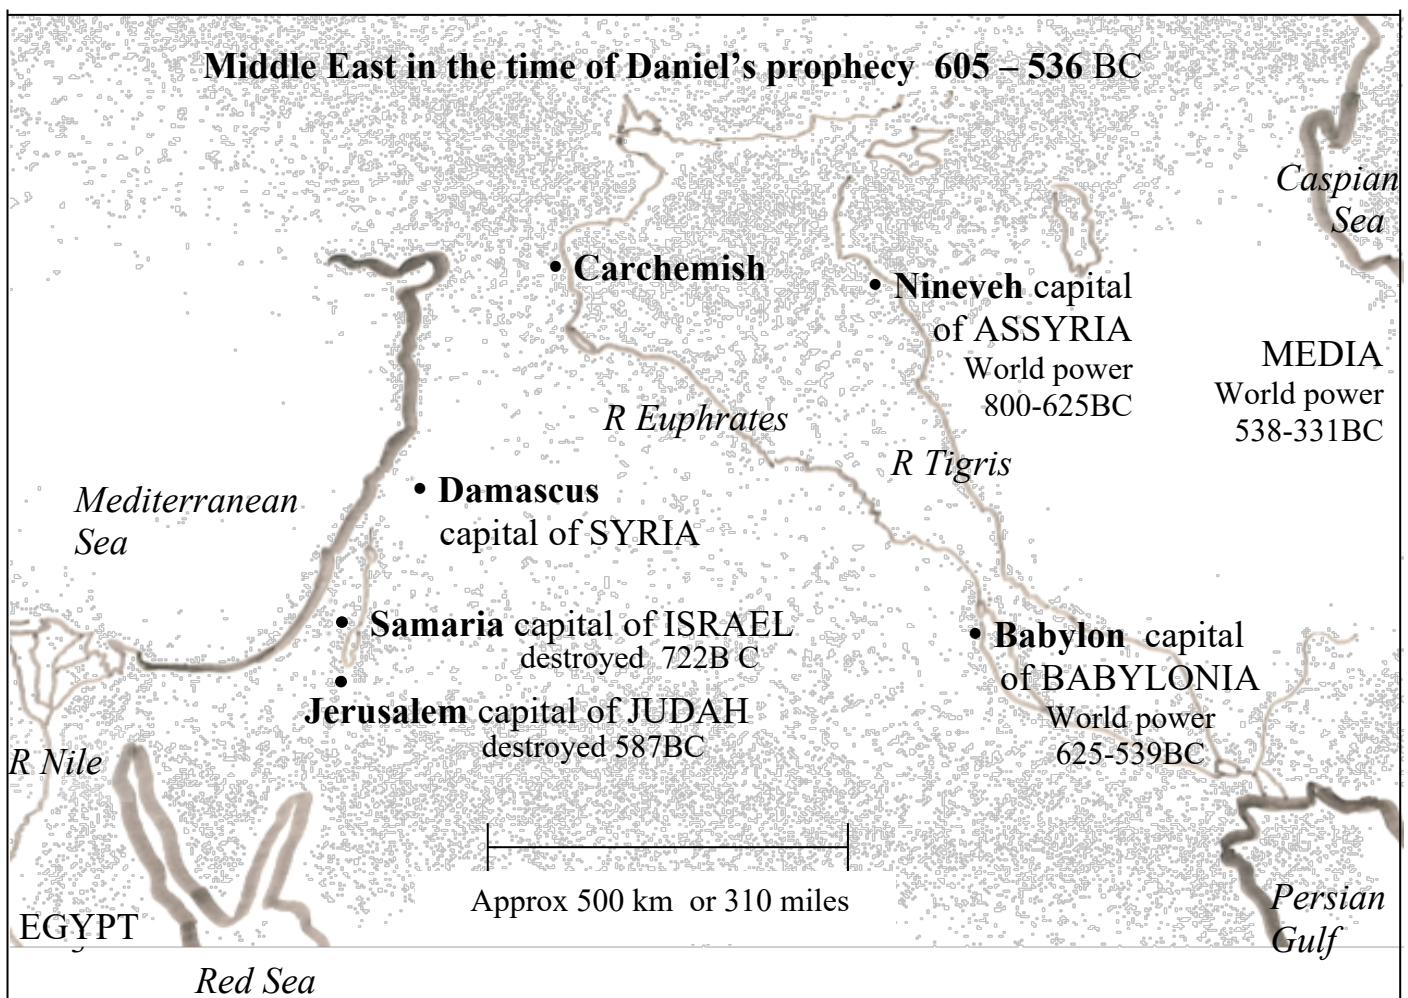 Middle East in the time of Daniel’s prophecy 605 – 536 BC
Caspian
Sea
• Carchemish
• Nineveh capital
of ASSYRIA
World power
800-625BC
MEDIA
World power
538-331BC
R Euphrates
R Tigris
Mediterranean
Sea
• Damascus
capital of SYRIA
• Samaria capital of ISRAEL
destroyed 722B C
• Babylon capital
of BABYLONIA
World power
625-539BC
•
Jerusalem capital of JUDAH
destroyed 587BC
R Nile
Approx 500 km or 310 miles
Persian
Gulf
EGYPT
Red Sea